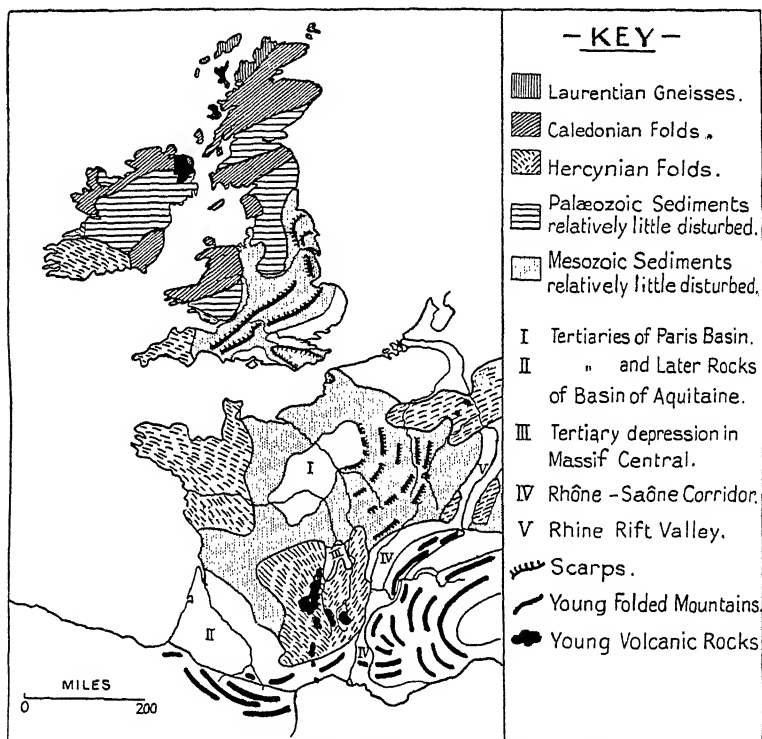 – KEY –
Laurentian Gneisses.
Caledonian Folds.
Hercynian Folds.
Palæozoic Sediments
relatively little disturbed.
Mesozoic Sediments
relatively little disturbed.
I Tertiaries of Paris Basin.
II " and Later Rocks
of Basin of Aquitaine.
III Tertiary depression in
Massif Central.
IV Rhône-Saône Corridor.
V Rhine Rift Valley.
Scarps.
Young Folded Mountains.
Young Volcanic Rocks
I
V
III
IV
II
IV
MILES
0 200